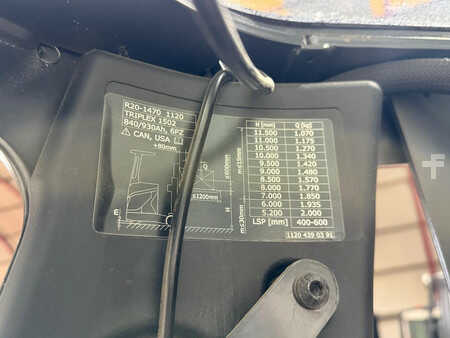 R20-1470 1120
TRIPLEX 1502
840/930Ah, 6PZ
⚠ CAN, USA
+80mm
≤1200mm
H
m
m≤30mm
H [mm] Q [kg]
11.500 1.070
11.000 1.175
10.500 1.270
10.000 1.340
9.500 1.420
9.000 1.480
8.500 1.570
8.000 1.770
7.000 1.850
6.000 1.935
5.200 2.000
LSP [mm] 400-600
1120 439 03 91